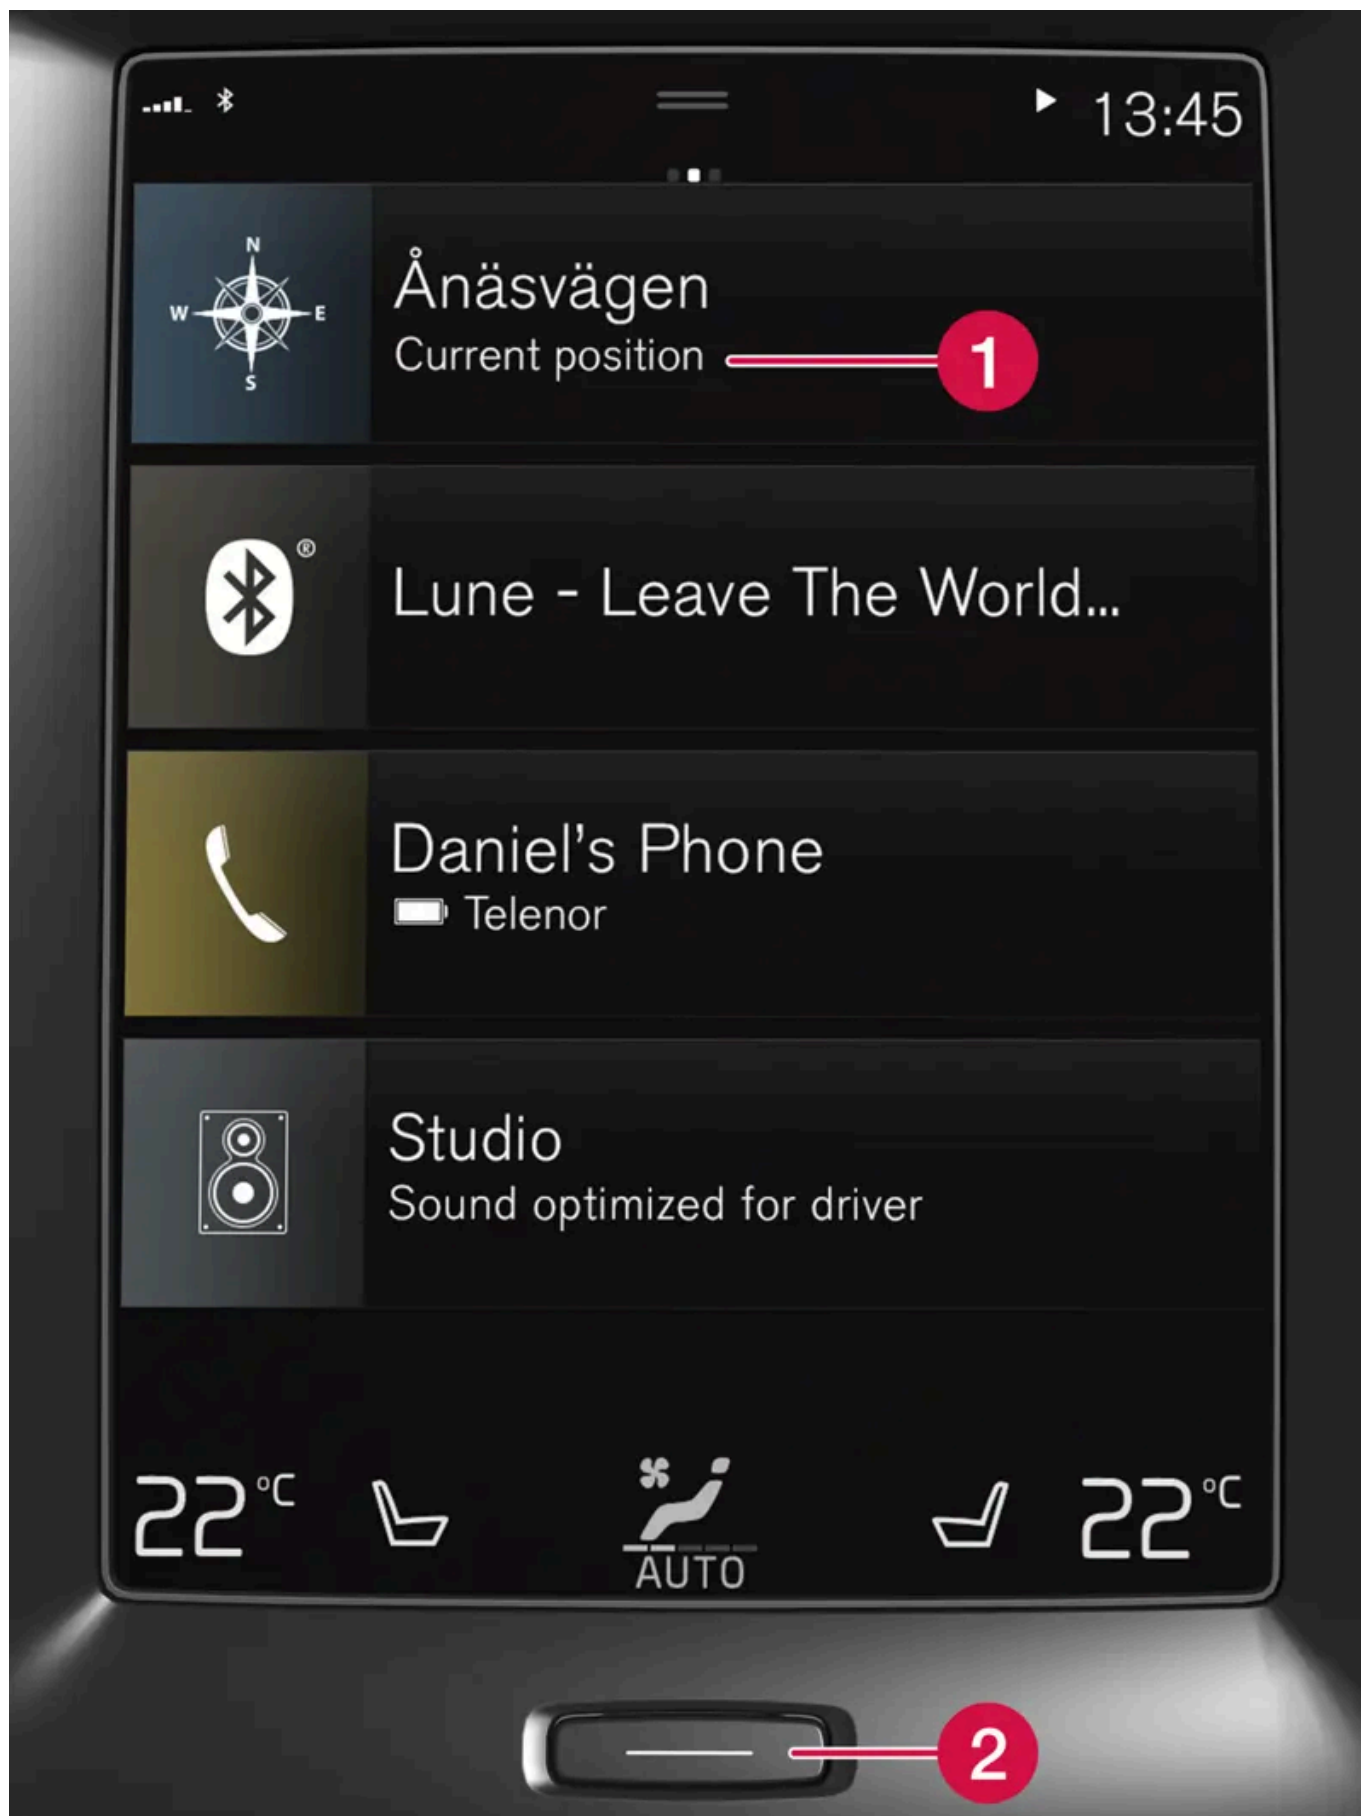 13:45
N
W E
S
Ånäsvägen
Current position
1
®
Lune - Leave The World...
Daniel's Phone
Telenor
Studio
Sound optimized for driver
22°C 22°C
AUTO
2